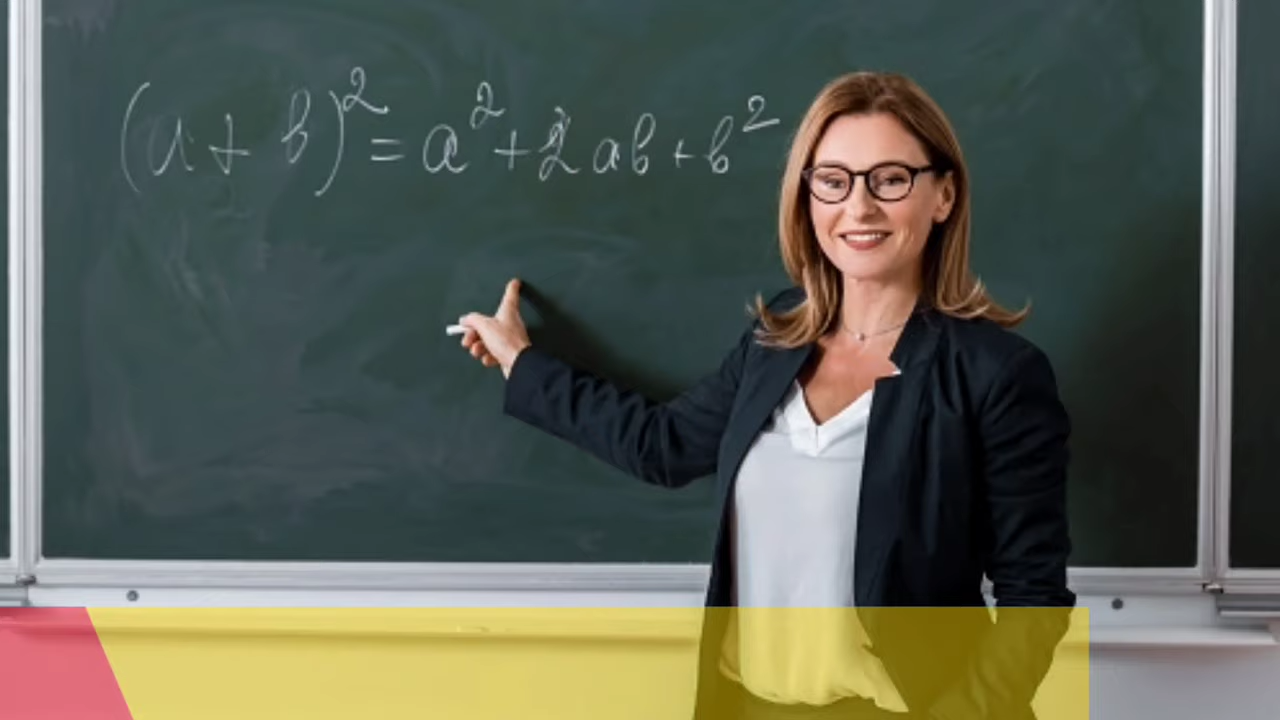 (a + b)² = a² + 2ab + b²